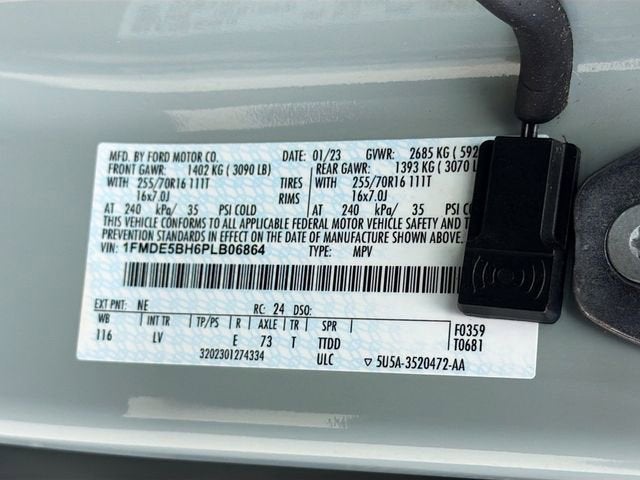 MFD. BY FORD MOTOR CO. DATE: 01/23 GVWR: 2685 KG ( 592
FRONT GAWR: 1402 KG ( 3090 LB) REAR GAWR: 1393 KG ( 3070 L
WITH 255/70R16 111T TIRES WITH 255/70R16 111T
16x7.0J RIMS 16x7.0J
AT 240 kPa/ 35 PSI COLD AT 240 kPa/ 35 PSI
THIS VEHICLE CONFORMS TO ALL APPLICABLE FEDERAL MOTOR VEHICLE SAFETY AND T
PREVENTION STANDARDS IN EFFECT ON THE DATE OF MANUFACTURE SHOWN
VIN: 1FMDE5BH6PLB06864 TYPE: MPV
EXT PNT: NE RC: 24 DSO:
WB INT TR TP/PS R AXLE TR SPR F0359
116 LV E 73 T TTDD T0681
3202301274334 ULC ▽ 5U5A-3520472-AA